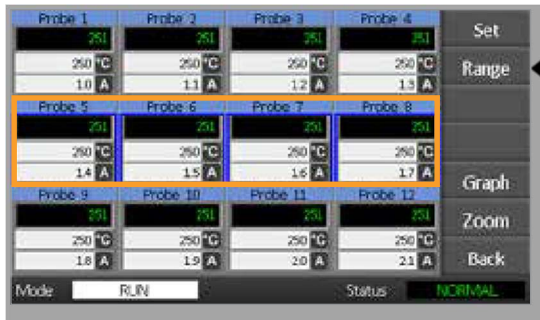 Probe 1 Probe 2 Probe 3 Probe 4 Set
251 251 251 251
250 °C 250 °C 250 °C 250 °C Range
1.0 A 1.1 A 1.2 A 1.3 A
Probe 5 Probe 6 Probe 7 Probe 8
251 251 251 251
250 °C 250 °C 250 °C 250 °C
1.4 A 1.5 A 1.6 A 1.7 A Graph
Probe 9 Probe 10 Probe 11 Probe 12
251 251 251 251 Zoom
250 °C 250 °C 250 °C 250 °C
1.8 A 1.9 A 2.0 A 2.1 A Back
Mode RUN Status NORMAL